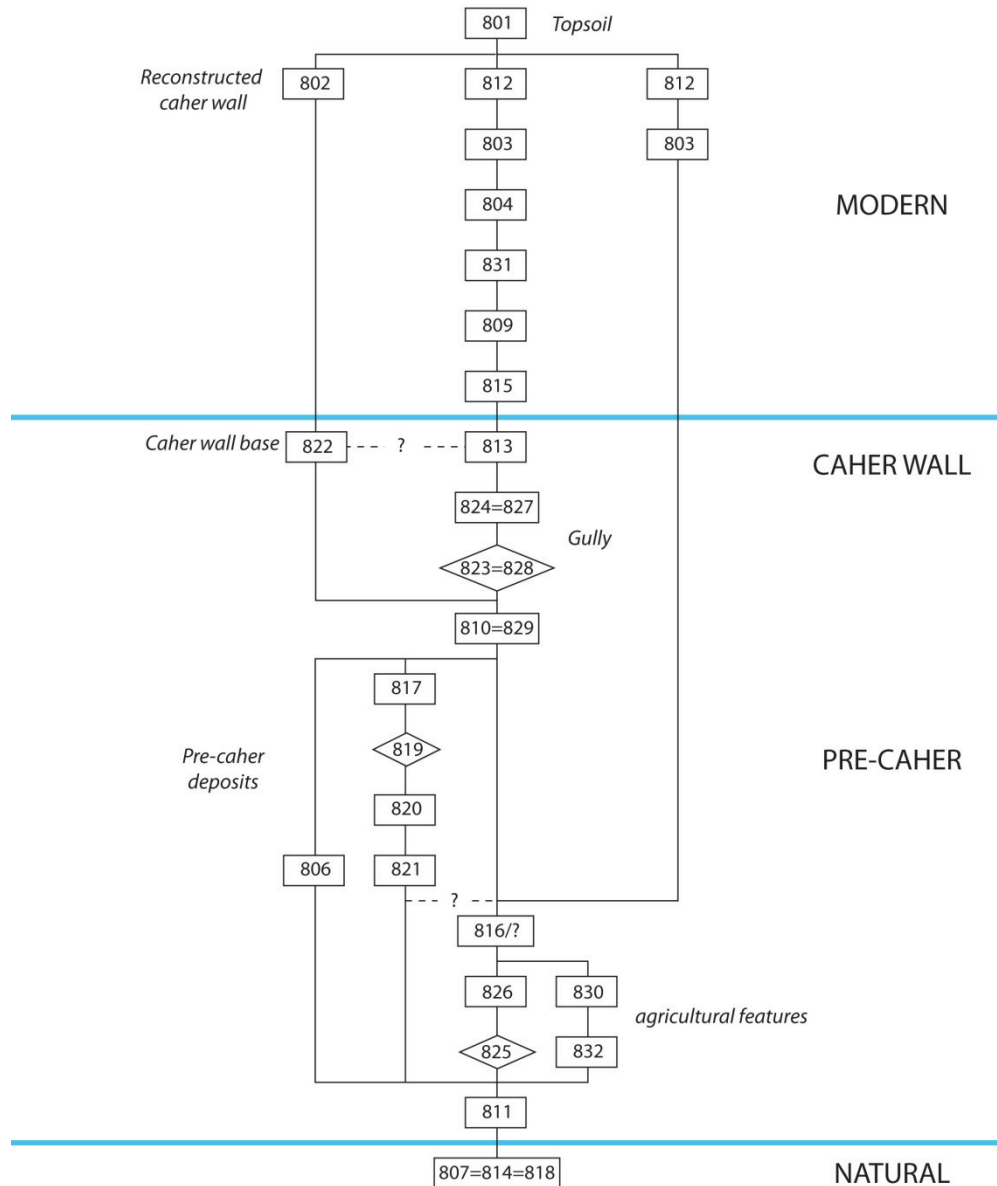 801 Topsoil
Reconstructed
caher wall
802 812 812
803 803
804
MODERN
831
809
815
Caher wall base 822 ? 813
CAHER WALL
824=827
Gully
823=828
810=829
817
819
Pre-caher
deposits
PRE-CAHER
820
806 821
?
816/?
826 830
agricultural features
825 832
811
807=814=818
NATURAL